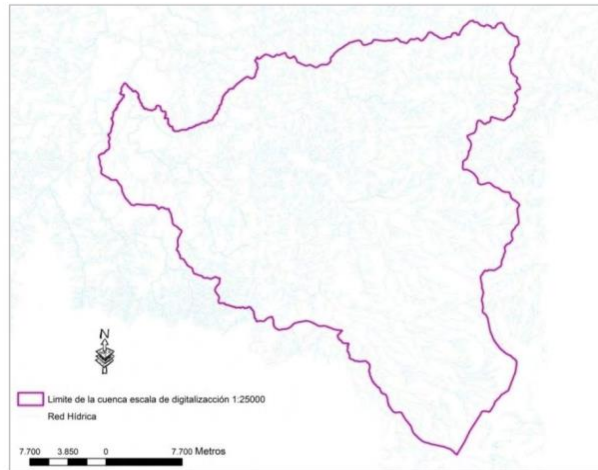 N
Limite de la cuenca escala de digitalizacción 1:25000
Red Hídrica
7.700 3.850 0 7.700 Metros